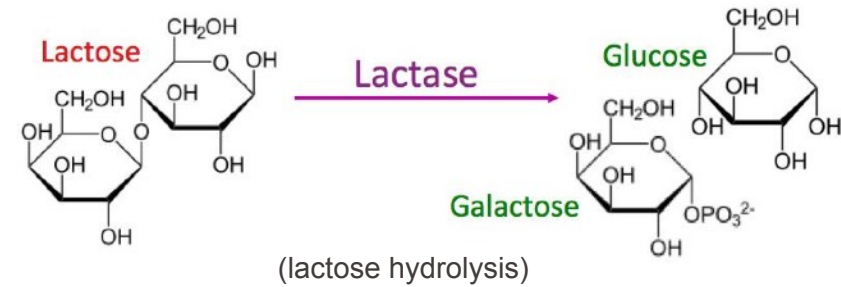 Lactose
CH₂OH
O
OH
OH
OH
CH₂OH
OH
O
O
OH
OH
Lactase
Glucose
CH₂OH
O
OH
OH
OH
OH
Galactose
CH₂OH
OH
O
OH
OPO₃²⁻
OH
(lactose hydrolysis)